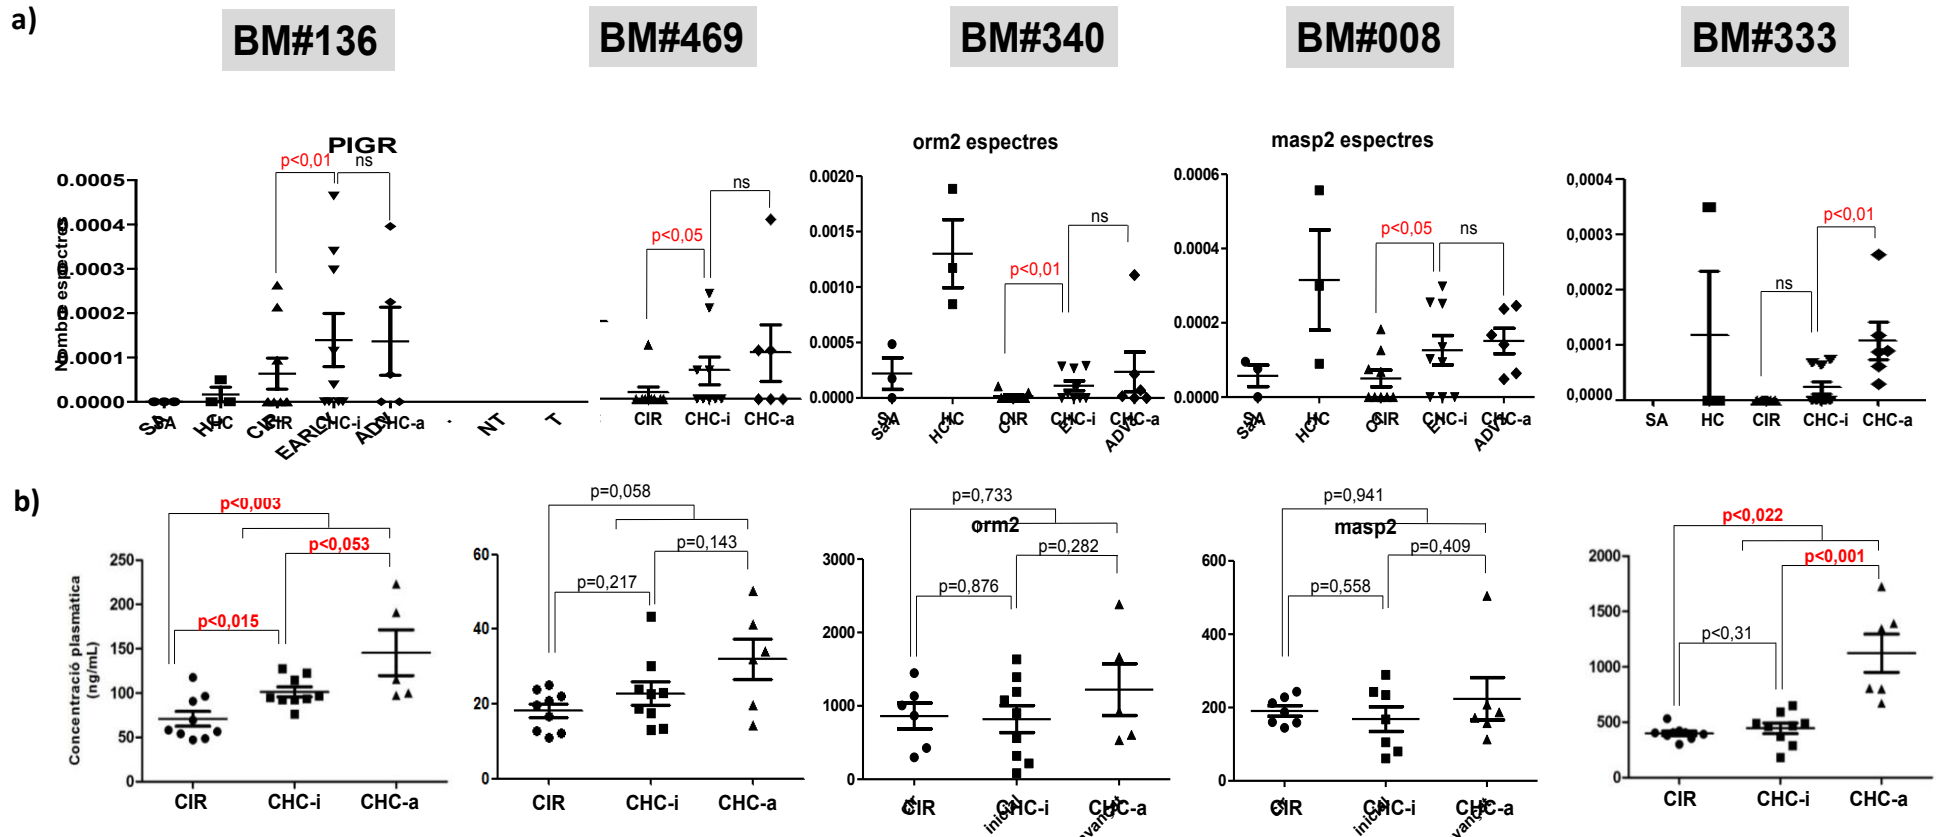 a)
BM#136
BM#469
BM#340
BM#008
BM#333
PIGR
p<0,01
ns
Nombre espectres
0.0005
0.0004
0.0003
0.0002
0.0001
0.0000
SA
HC
CIR
CHC-i
CHC-a
NT
T
p<0,05
ns
CIR
CHC-i
CHC-a
orm2 espectres
0.0020
0.0015
0.0010
0.0005
0.0000
p<0,01
ns
SA
HC
CIR
CHC-i
CHC-a
masp2 espectres
0.0006
0.0004
0.0002
0.0000
p<0,05
ns
SA
HC
CIR
CHC-i
CHC-a
0,0004
0,0003
0,0002
0,0001
0,0000
ns
p<0,01
SA
HC
CIR
CHC-i
CHC-a
b)
p<0,003
p<0,053
p<0,015
Concentració plasmàtica
(ng/mL)
250
200
150
100
50
0
CIR
CHC-i
CHC-a
p=0,058
p=0,143
p=0,217
60
40
20
0
CIR
CHC-i
CHC-a
p=0,733
orm2
p=0,282
p=0,876
3000
2000
1000
0
CIR
CHC-i
CHC-a
inicial
p=0,941
masp2
p=0,409
p=0,558
600
400
200
0
CIR
CHC-i
CHC-a
inicial
p<0,022
p<0,001
p<0,31
2000
1500
1000
500
0
CIR
CHC-i
CHC-a